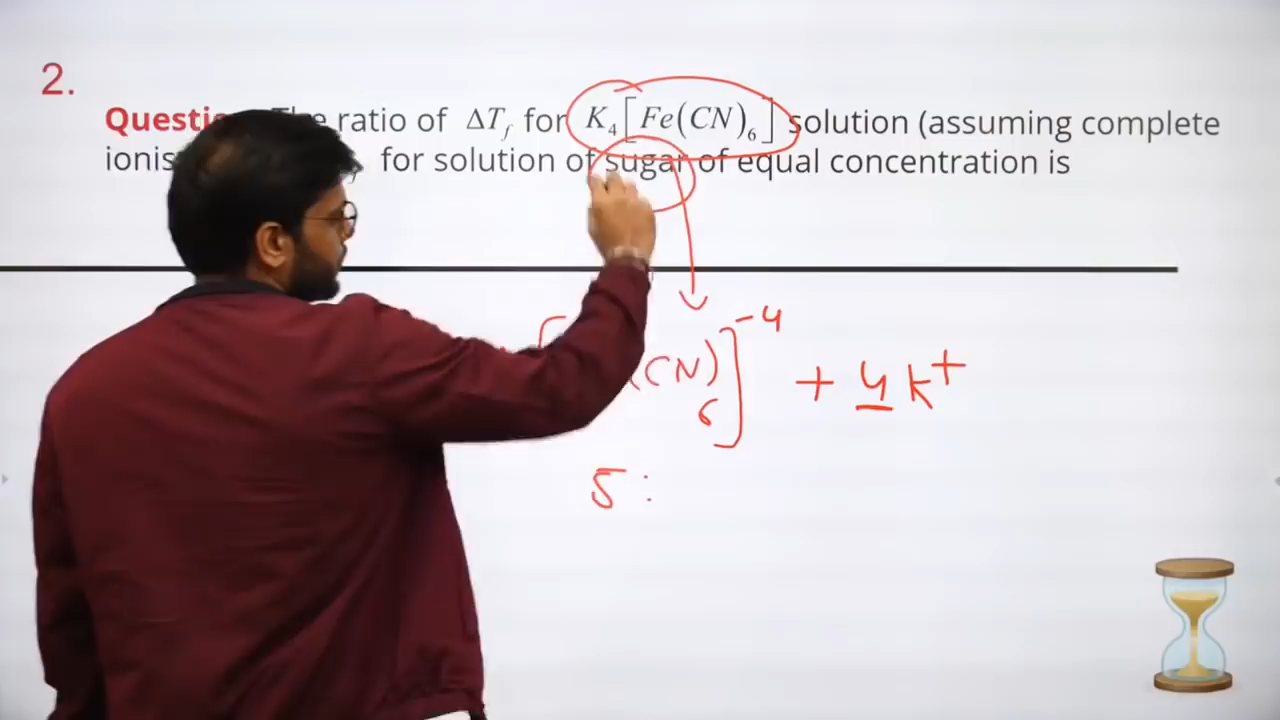 2.
Questi The ratio of ΔT_f for K₄[Fe(CN)₆] solution (assuming complete
ionis for solution of sugar of equal concentration is
(CN)₆]⁻⁴ + 4K⁺
5 :